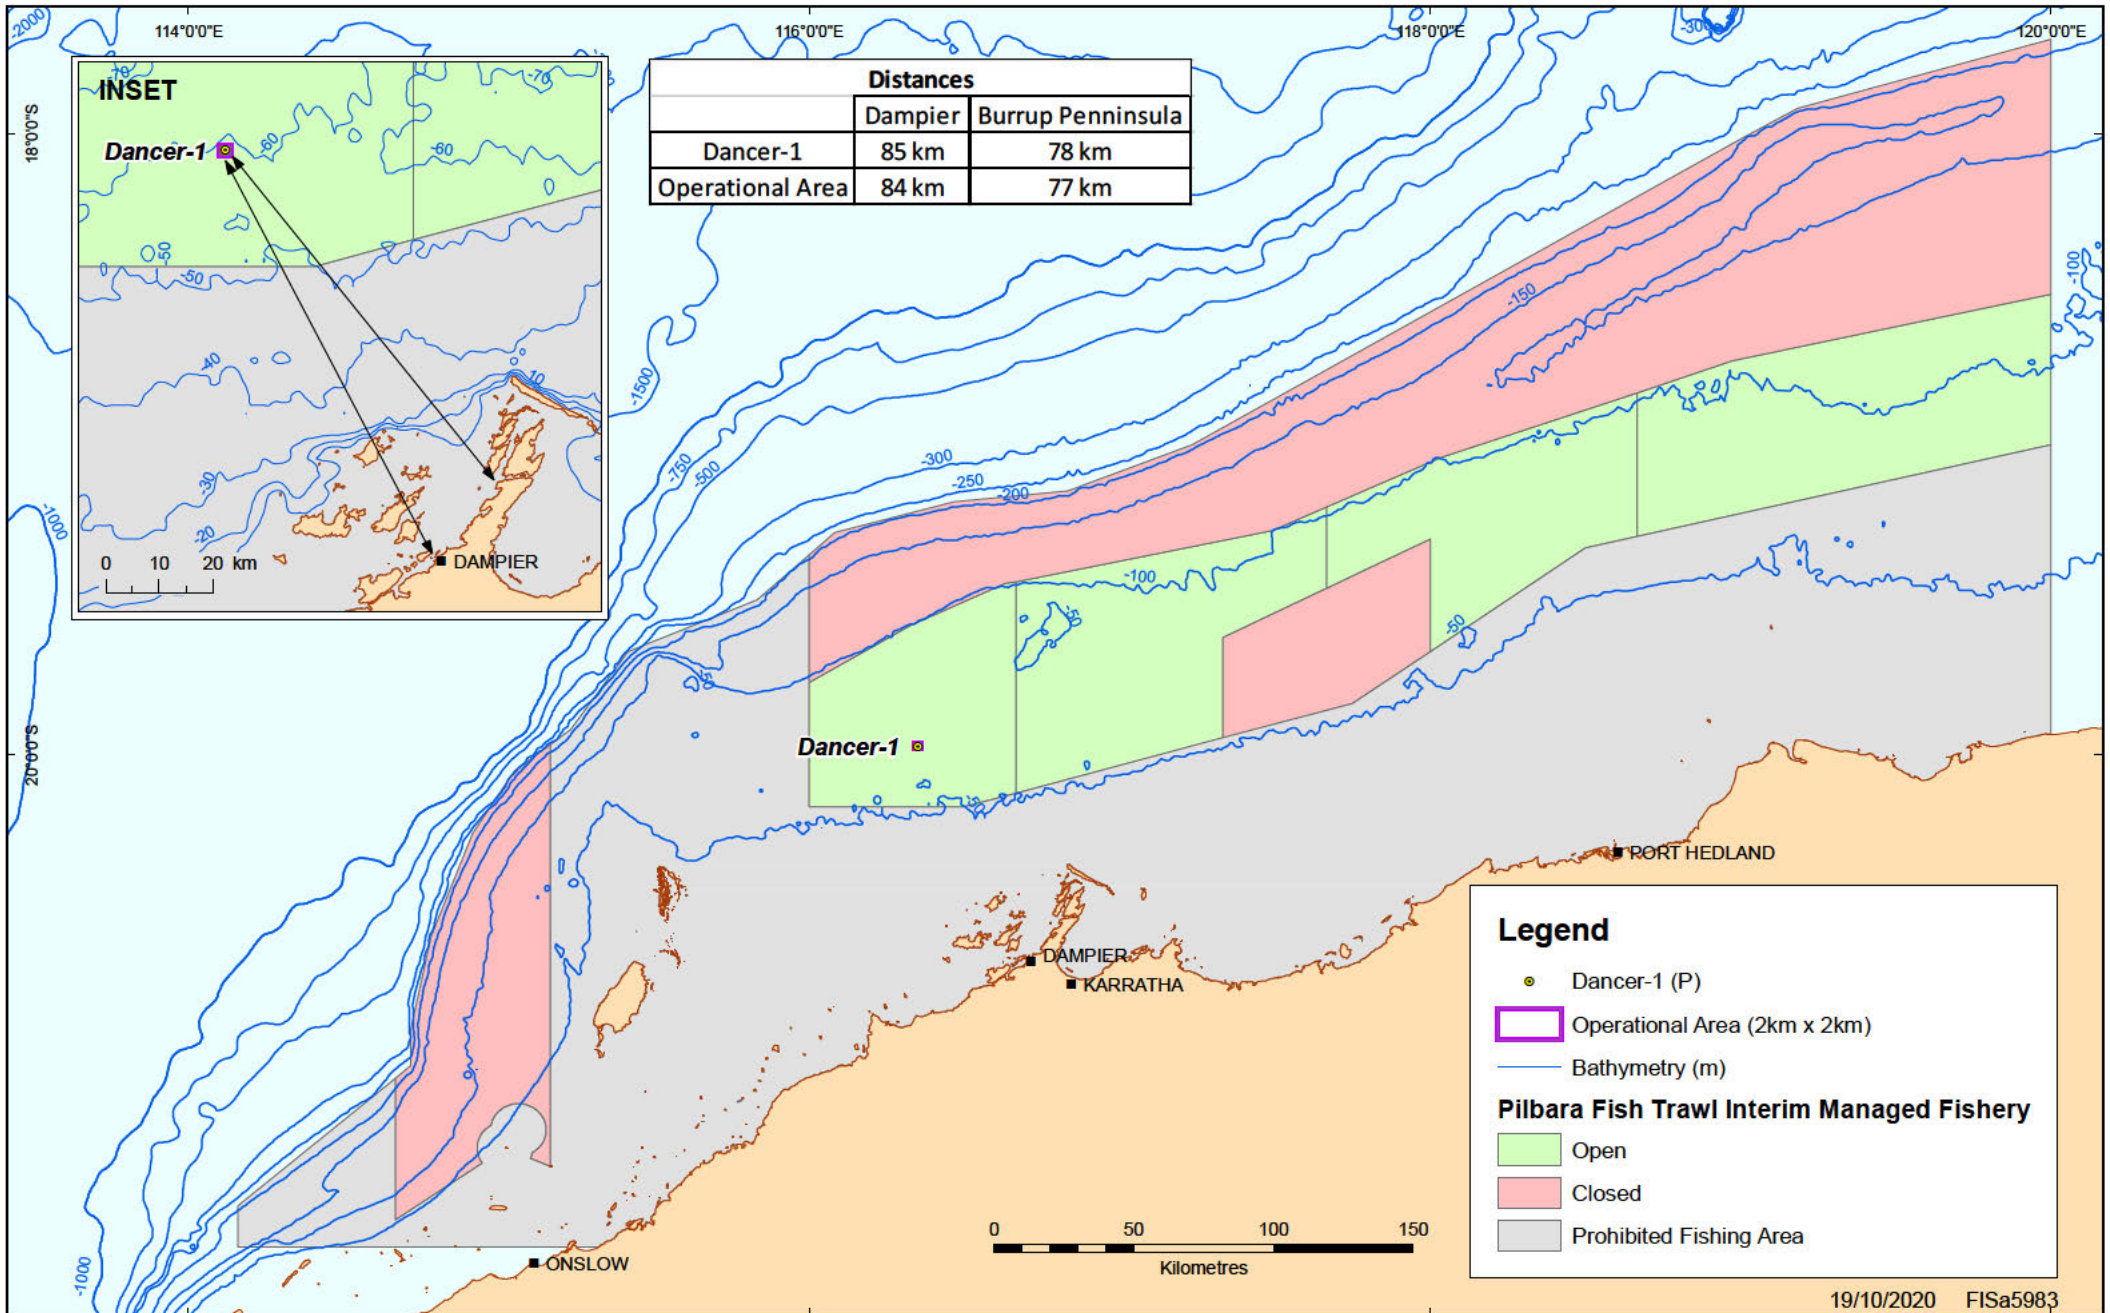 114°0'0"E
116°0'0"E
118°0'0"E
120°0'0"E
18°0'0"S
20°0'0"S
-2000
-300
-100
-1500
-1000
-750
-500
-300
-250
-200
-150
-100
-50
-50
-50
-50
-1000
INSET
-70
-70
Dancer-1
-60
-60
-50
-50
-40
10
-30
-20
0 10 20 km
DAMPIER
Distances
Dampier Burrup Penninsula
Dancer-1 85 km 78 km
Operational Area 84 km 77 km
Dancer-1
PORT HEDLAND
DAMPIER
KARRATHA
ONSLOW
0 50 100 150
Kilometres
Legend
Dancer-1 (P)
Operational Area (2km x 2km)
Bathymetry (m)
Pilbara Fish Trawl Interim Managed Fishery
Open
Closed
Prohibited Fishing Area
19/10/2020 FISa5983